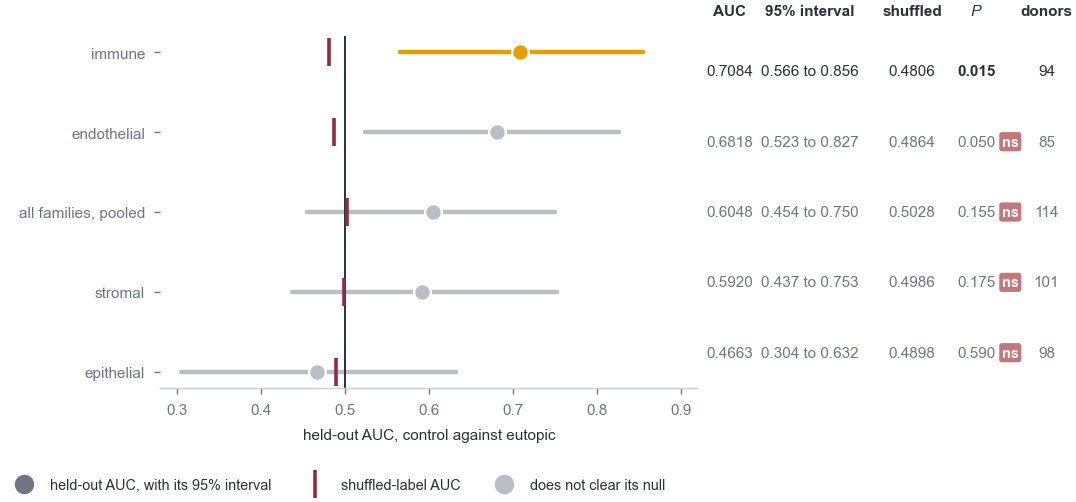 AUC 95% interval shuffled P donors
immune
0.7084 0.566 to 0.856 0.4806 0.015 94
endothelial
0.6818 0.523 to 0.827 0.4864 0.050 ns 85
all families, pooled
0.6048 0.454 to 0.750 0.5028 0.155 ns 114
stromal
0.5920 0.437 to 0.753 0.4986 0.175 ns 101
epithelial
0.4663 0.304 to 0.632 0.4898 0.590 ns 98
0.3 0.4 0.5 0.6 0.7 0.8 0.9
held-out AUC, control against eutopic
held-out AUC, with its 95% interval shuffled-label AUC does not clear its null